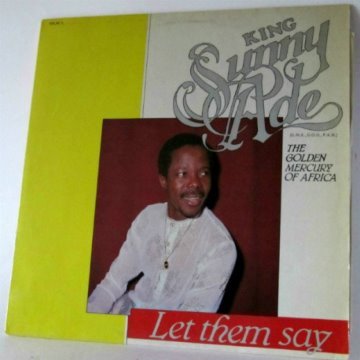 KING
Sunny
Ade
THE
GOLDEN
MERCURY
OF AFRICA
Let them say